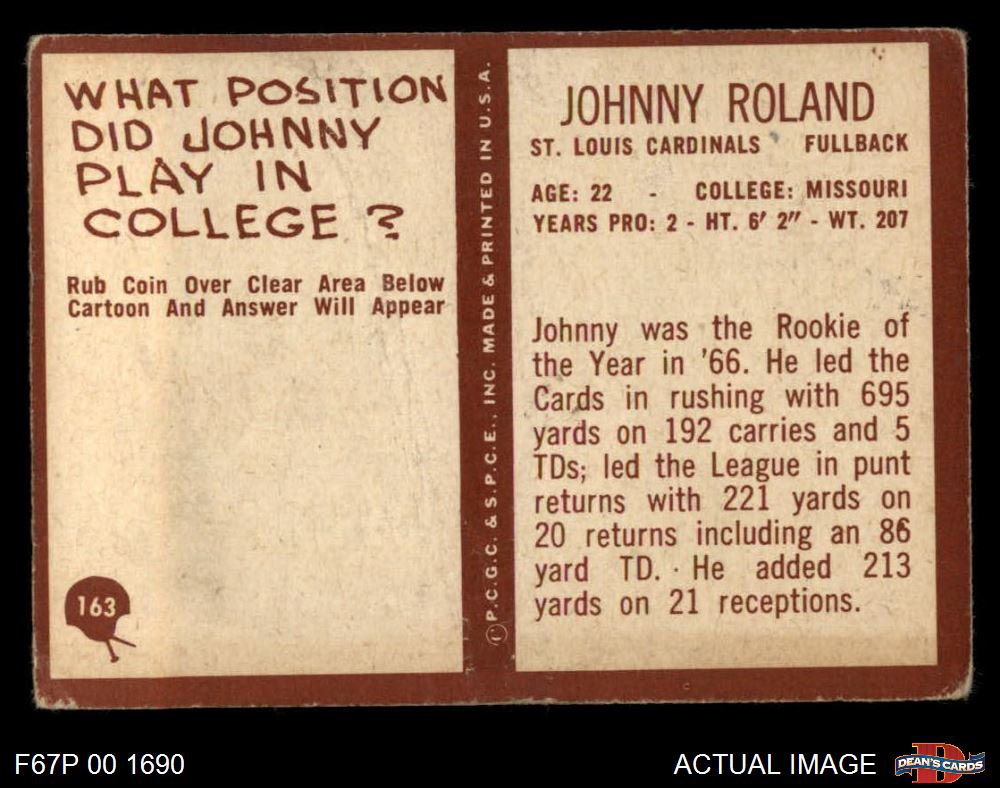 WHAT POSITION
DID JOHNNY
PLAY IN
COLLEGE ?
Rub Coin Over Clear Area Below
Cartoon And Answer Will Appear
163
©P.C.G.C. & S.P.C.E., INC. MADE & PRINTED IN U.S.A.
JOHNNY ROLAND
ST. LOUIS CARDINALS FULLBACK
AGE: 22 - COLLEGE: MISSOURI
YEARS PRO: 2 - HT. 6' 2" - WT. 207
Johnny was the Rookie of
the Year in '66. He led the
Cards in rushing with 695
yards on 192 carries and 5
TDs; led the League in punt
returns with 221 yards on
20 returns including an 86
yard TD. · He added 213
yards on 21 receptions.
F67P 00 1690
ACTUAL IMAGE
D
DEAN'S CARDS